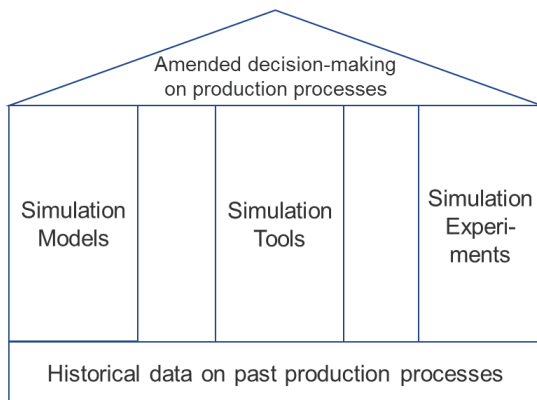 Amended decision-making
on production processes
Simulation
Models
Simulation
Tools
Simulation
Experi-
ments
Historical data on past production processes